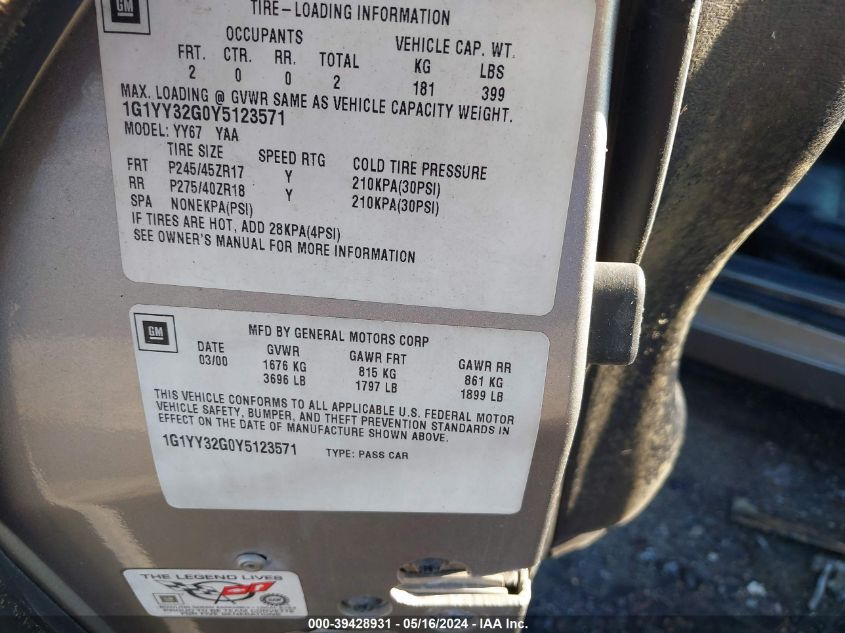 GM
TIRE-LOADING INFORMATION
OCCUPANTS VEHICLE CAP. WT.
FRT. CTR. RR. TOTAL KG LBS
2 0 0 2 181 399
MAX. LOADING @ GVWR SAME AS VEHICLE CAPACITY WEIGHT.
1G1YY32G0Y5123571
MODEL: YY67 YAA
TIRE SIZE SPEED RTG COLD TIRE PRESSURE
FRT P245/45ZR17 Y 210KPA(30PSI)
RR P275/40ZR18 Y 210KPA(30PSI)
SPA NONEKPA(PSI)
IF TIRES ARE HOT, ADD 28KPA(4PSI)
SEE OWNER'S MANUAL FOR MORE INFORMATION
GM
MFD BY GENERAL MOTORS CORP
DATE GVWR GAWR FRT GAWR RR
03/00 1676 KG 815 KG 861 KG
3696 LB 1797 LB 1899 LB
THIS VEHICLE CONFORMS TO ALL APPLICABLE U.S. FEDERAL MOTOR
VEHICLE SAFETY, BUMPER, AND THEFT PREVENTION STANDARDS IN
EFFECT ON THE DATE OF MANUFACTURE SHOWN ABOVE.
1G1YY32G0Y5123571 TYPE: PASS CAR
THE LEGEND LIVES
FOR FIVE GENERATIONS
000-39428931 - 05/16/2024 - IAA Inc.